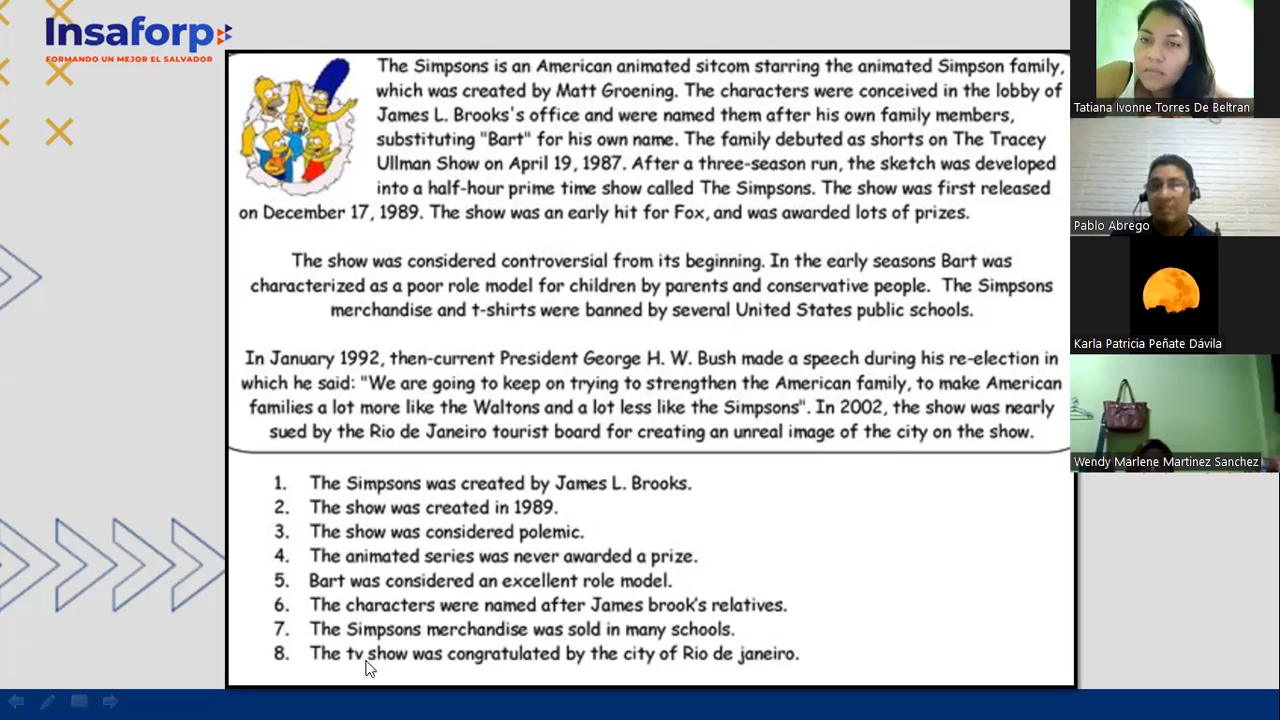 Insaforp
FORMANDO UN MEJOR EL SALVADOR
The Simpsons is an American animated sitcom starring the animated Simpson family,
which was created by Matt Groening. The characters were conceived in the lobby of
James L. Brooks's office and were named them after his own family members,
substituting "Bart" for his own name. The family debuted as shorts on The Tracey
Ullman Show on April 19, 1987. After a three-season run, the sketch was developed
into a half-hour prime time show called The Simpsons. The show was first released
on December 17, 1989. The show was an early hit for Fox, and was awarded lots of prizes.
The show was considered controversial from its beginning. In the early seasons Bart was
characterized as a poor role model for children by parents and conservative people. The Simpsons
merchandise and t-shirts were banned by several United States public schools.
In January 1992, then-current President George H. W. Bush made a speech during his re-election in
which he said: "We are going to keep on trying to strengthen the American family, to make American
families a lot more like the Waltons and a lot less like the Simpsons". In 2002, the show was nearly
sued by the Rio de Janeiro tourist board for creating an unreal image of the city on the show.
1. The Simpsons was created by James L. Brooks.
2. The show was created in 1989.
3. The show was considered polemic.
4. The animated series was never awarded a prize.
5. Bart was considered an excellent role model.
6. The characters were named after James brook's relatives.
7. The Simpsons merchandise was sold in many schools.
8. The tv show was congratulated by the city of Rio de janeiro.
Tatiana Ivonne Torres De Beltran
Pablo Abrego
Karla Patricia Peñate Dávila
Wendy Marlene Martinez Sanchez